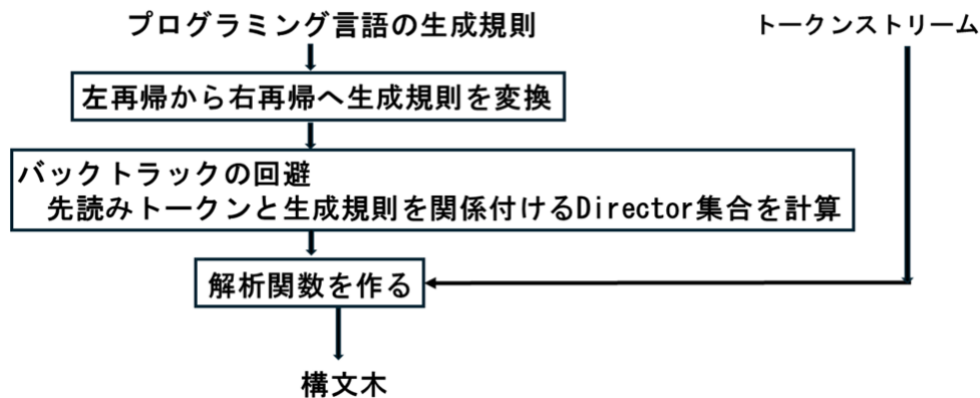 プログラミング言語の生成規則
トークンストリーム
左再帰から右再帰へ生成規則を変換
バックトラックの回避
先読みトークンと生成規則を関係付けるDirector集合を計算
解析関数を作る
構文木